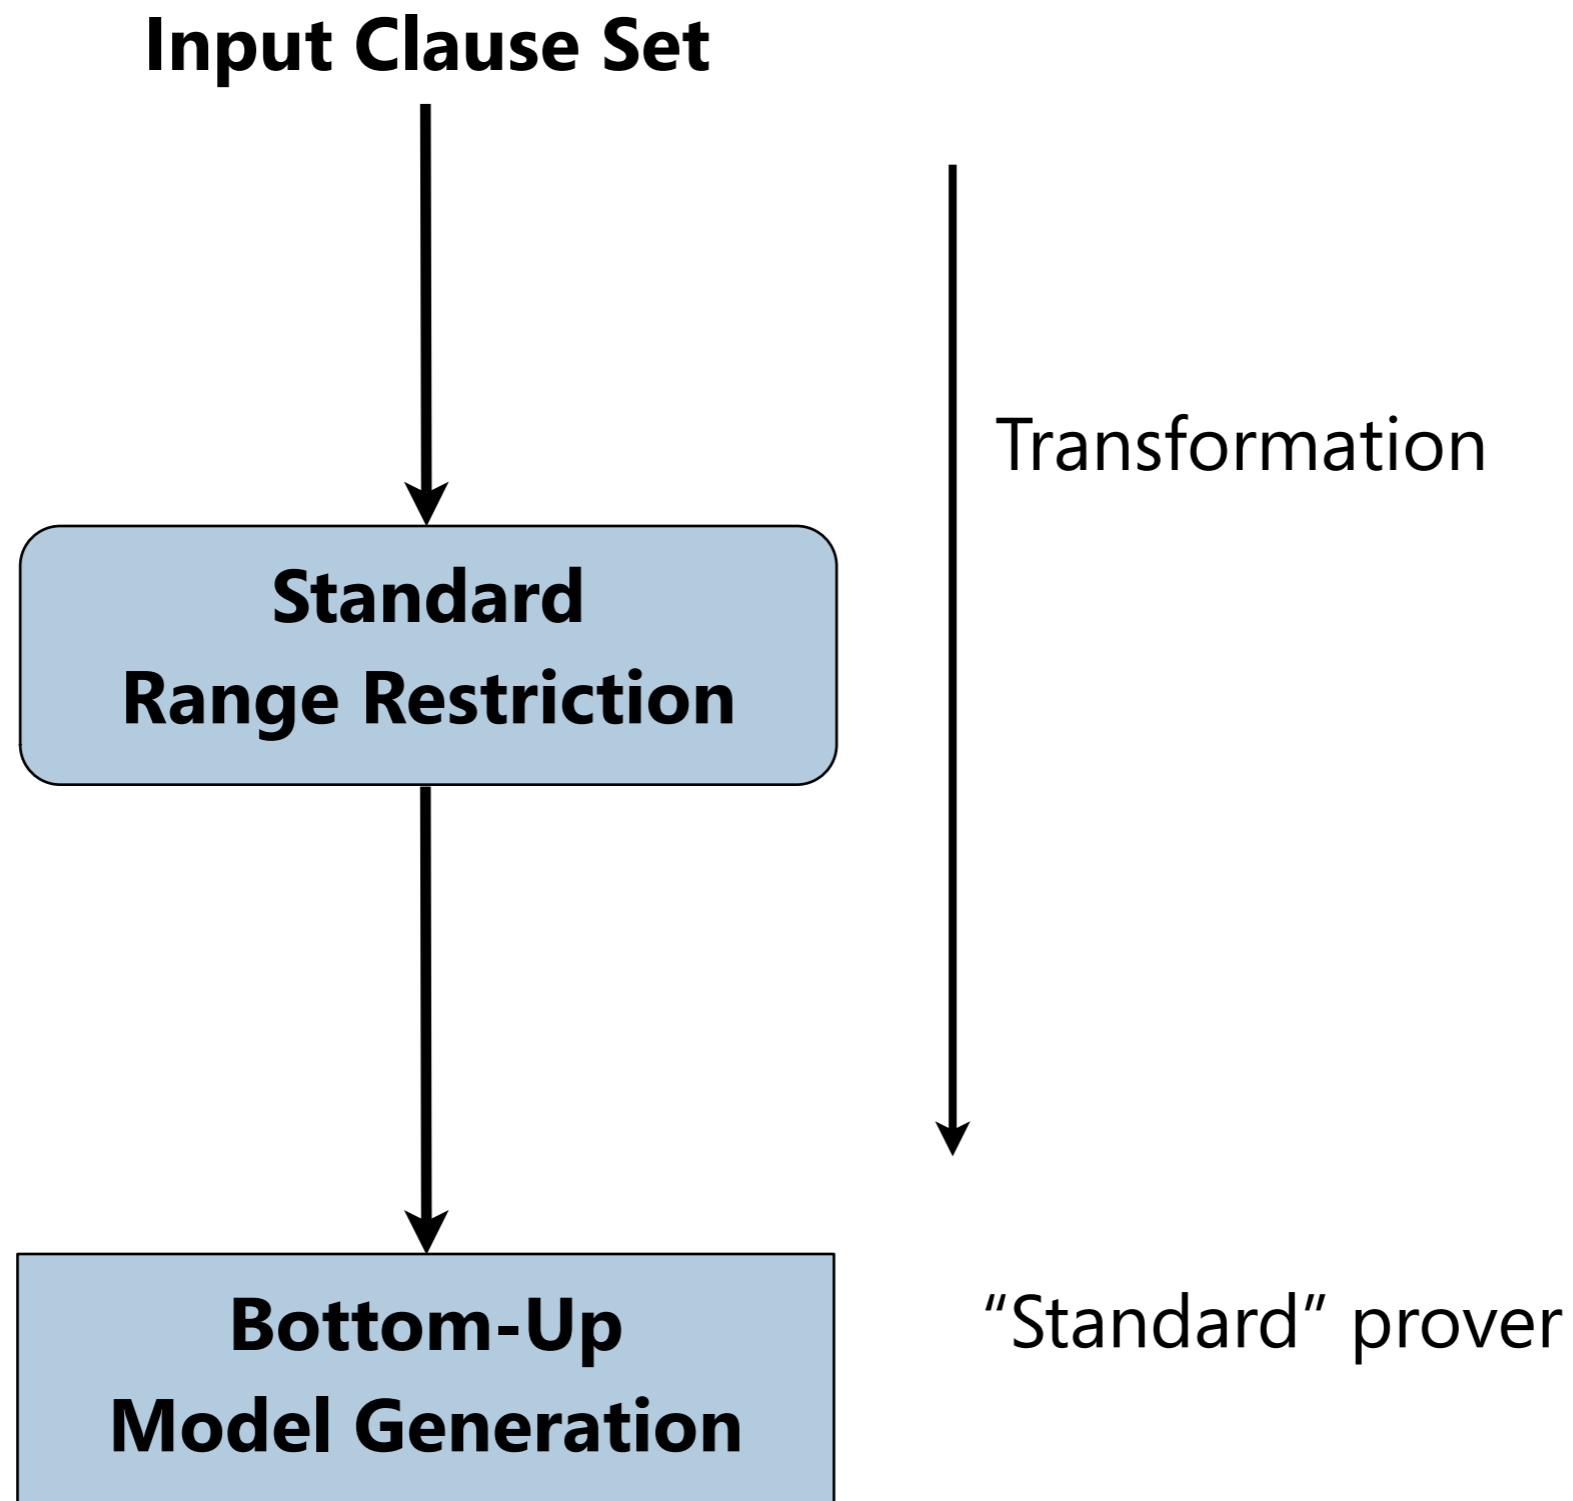 Input Clause Set
Transformation
Standard
Range Restriction
Bottom-Up
Model Generation
“Standard” prover